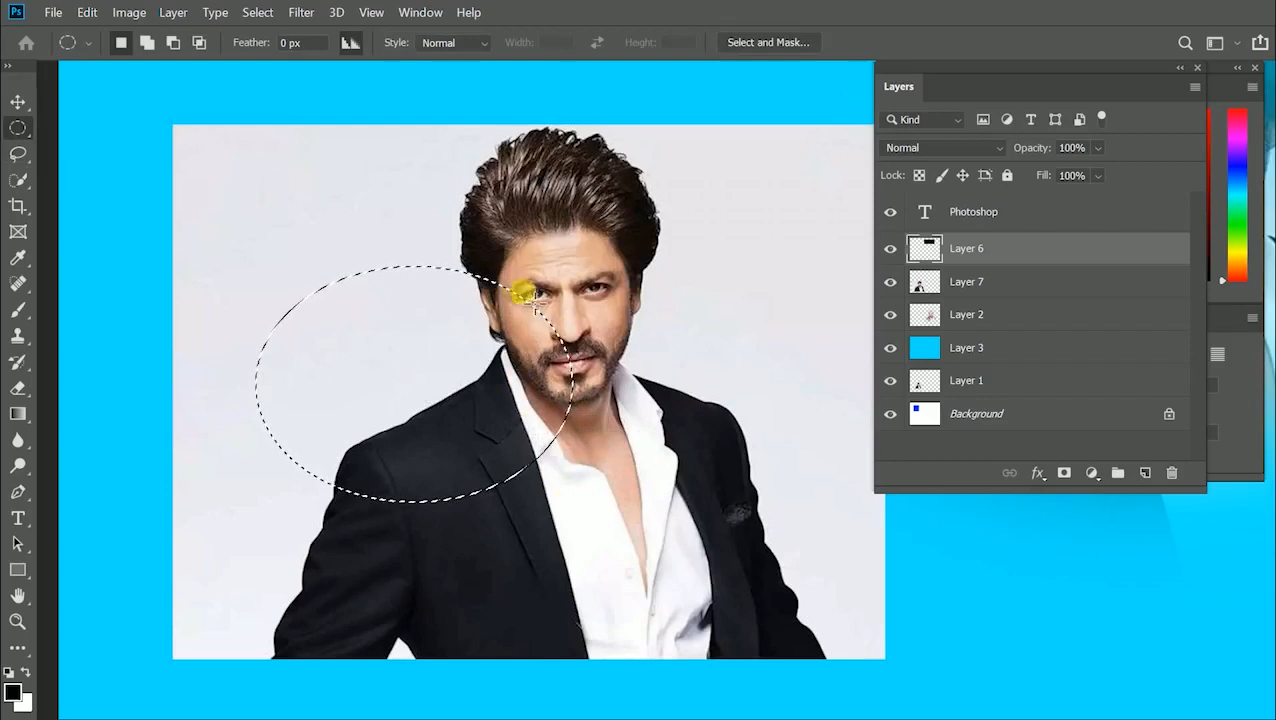 Ps File Edit Image Layer Type Select Filter 3D View Window Help
Feather: 0 px Style: Normal Width: Height: Select and Mask...
Layers
Kind
Normal Opacity: 100%
Lock: Fill: 100%
T Photoshop
Layer 6
Layer 7
Layer 2
Layer 3
Layer 1
Background
fx